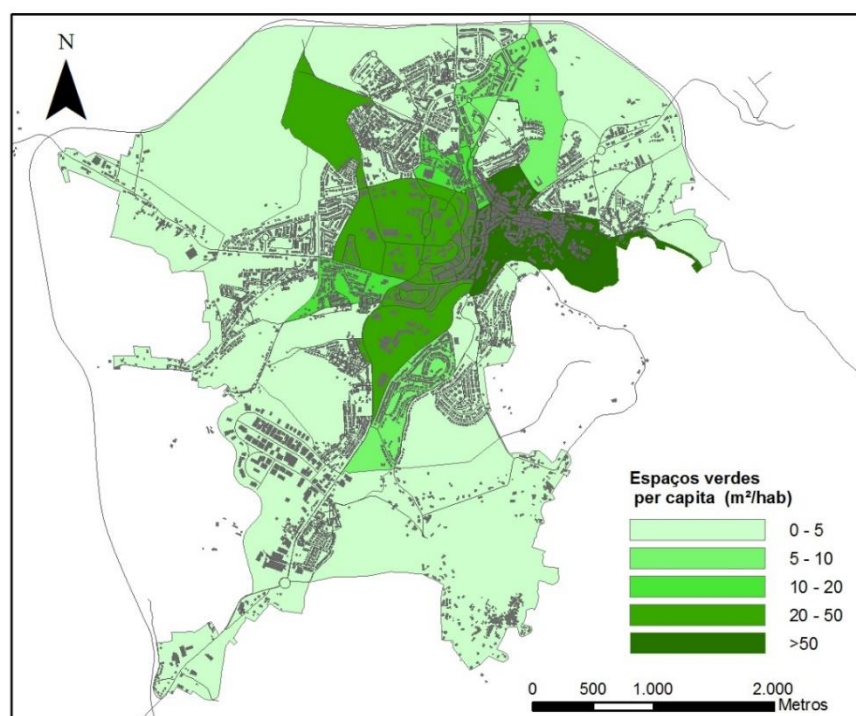 N
Espaços verdes
per capita (m²/hab)
0 - 5
5 - 10
10 - 20
20 - 50
>50
0 500 1.000 2.000
Metros